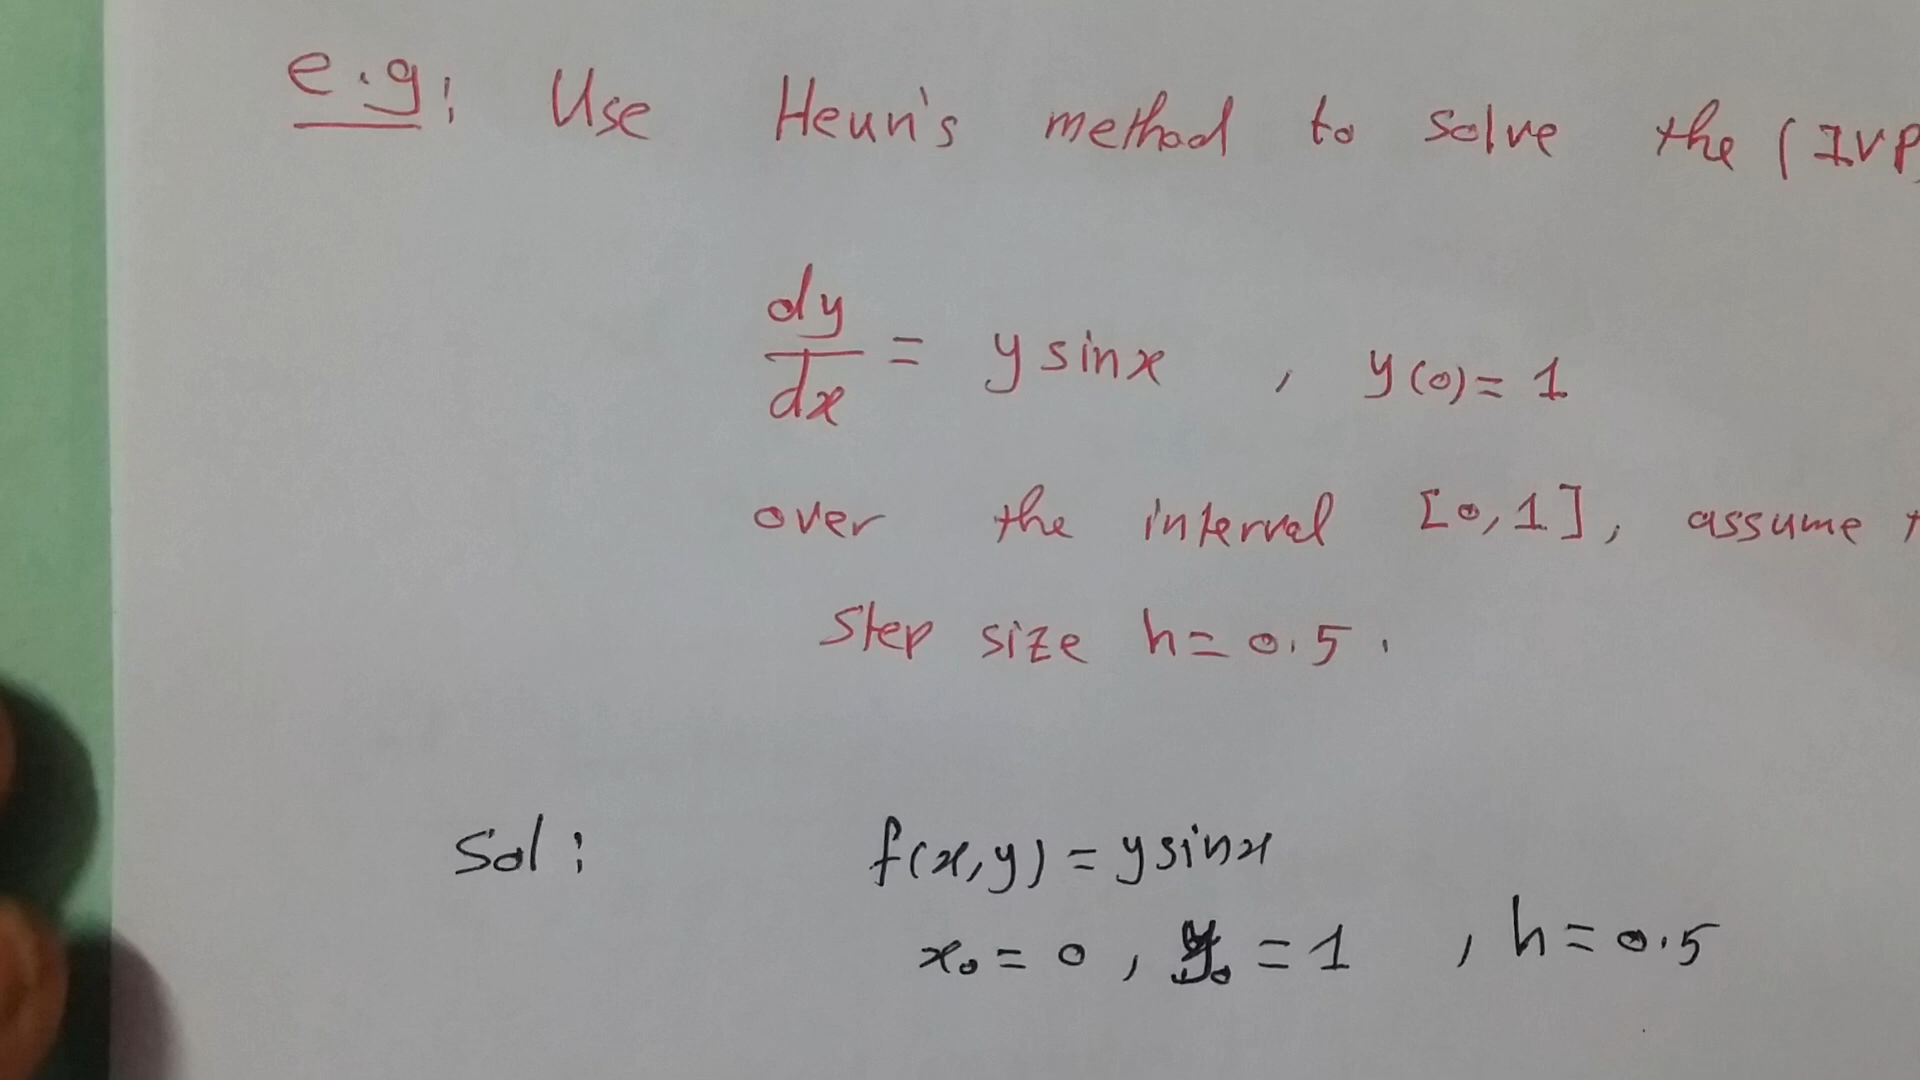 e.g: Use Heun's method to solve the (IVP)
dy/dx = y sinx , y(0) = 1
over the interval [0,1], assume
step size h = 0.5.
Sol: f(x,y) = y sinx
x₀ = 0, y₀ = 1, h = 0.5